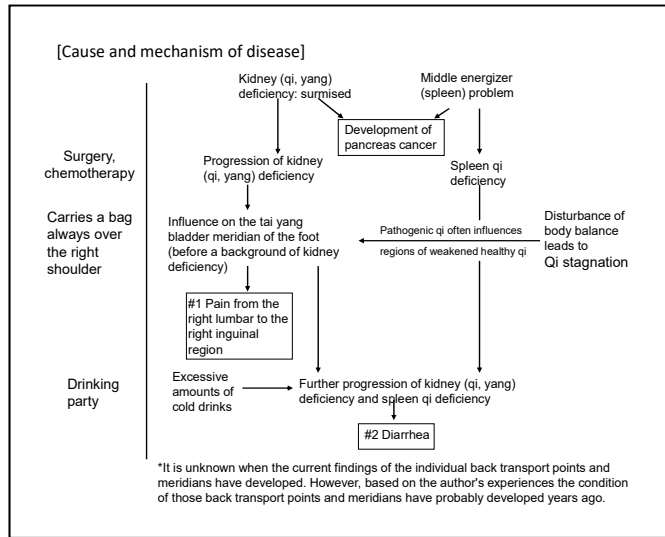 [Cause and mechanism of disease]
Kidney (qi, yang)
deficiency: surmised
Middle energizer
(spleen) problem
Development of
pancreas cancer
Surgery,
chemotherapy
Progression of kidney
(qi, yang) deficiency
Spleen qi
deficiency
Carries a bag
always over
the right
shoulder
Influence on the tai yang
bladder meridian of the foot
(before a background of kidney
deficiency)
Pathogenic qi often influences
regions of weakened healthy qi
Disturbance of
body balance
leads to
Qi stagnation
#1 Pain from the
right lumbar to the
right inguinal
region
Drinking
party
Excessive
amounts of
cold drinks
Further progression of kidney (qi, yang)
deficiency and spleen qi deficiency
#2 Diarrhea
*It is unknown when the current findings of the individual back transport points and
meridians have developed. However, based on the author's experiences the condition
of those back transport points and meridians have probably developed years ago.